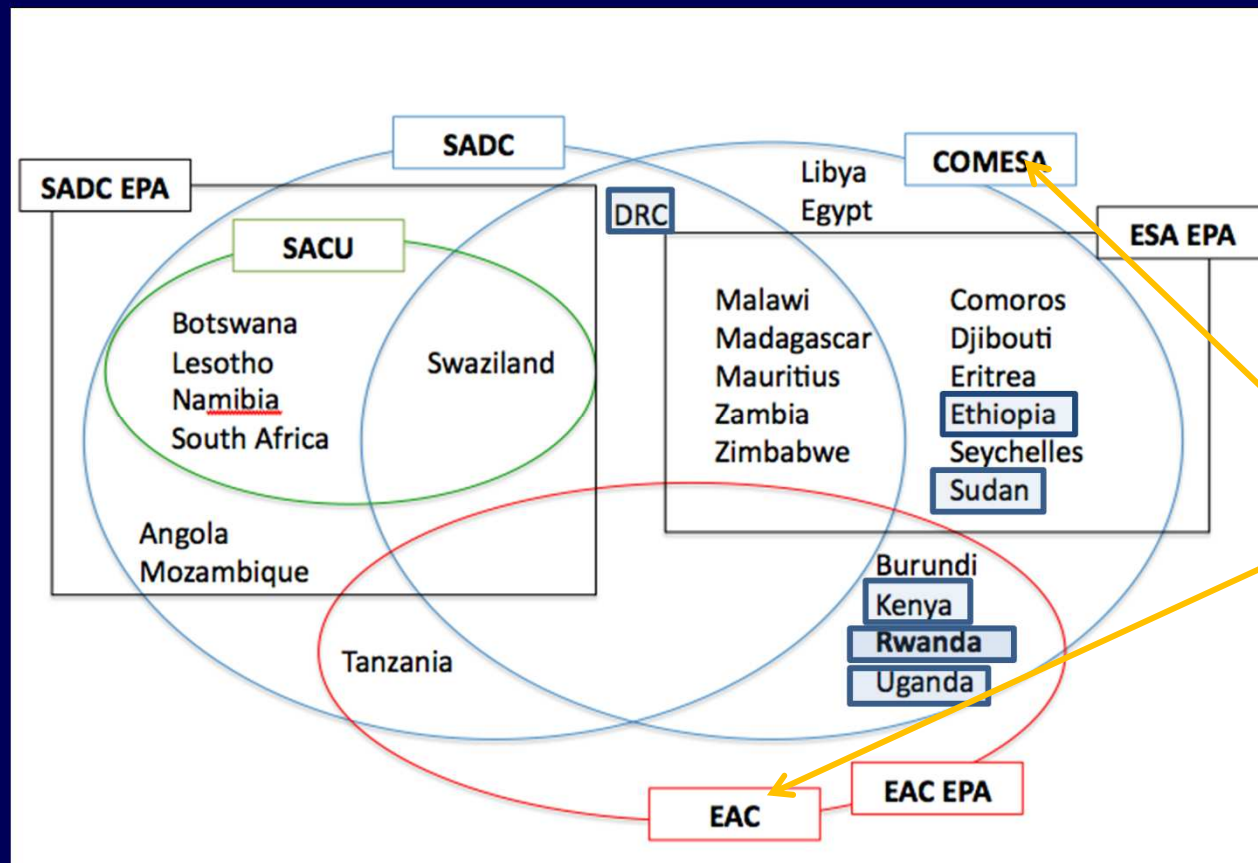 SADC
COMESA
SADC EPA
Libya
Egypt
DRC
ESA EPA
SACU
Botswana
Lesotho
Namibia
South Africa
Swaziland
Malawi
Madagascar
Mauritius
Zambia
Zimbabwe
Comoros
Djibouti
Eritrea
Ethiopia
Seychelles
Sudan
Angola
Mozambique
Burundi
Kenya
Rwanda
Uganda
Tanzania
EAC EPA
EAC